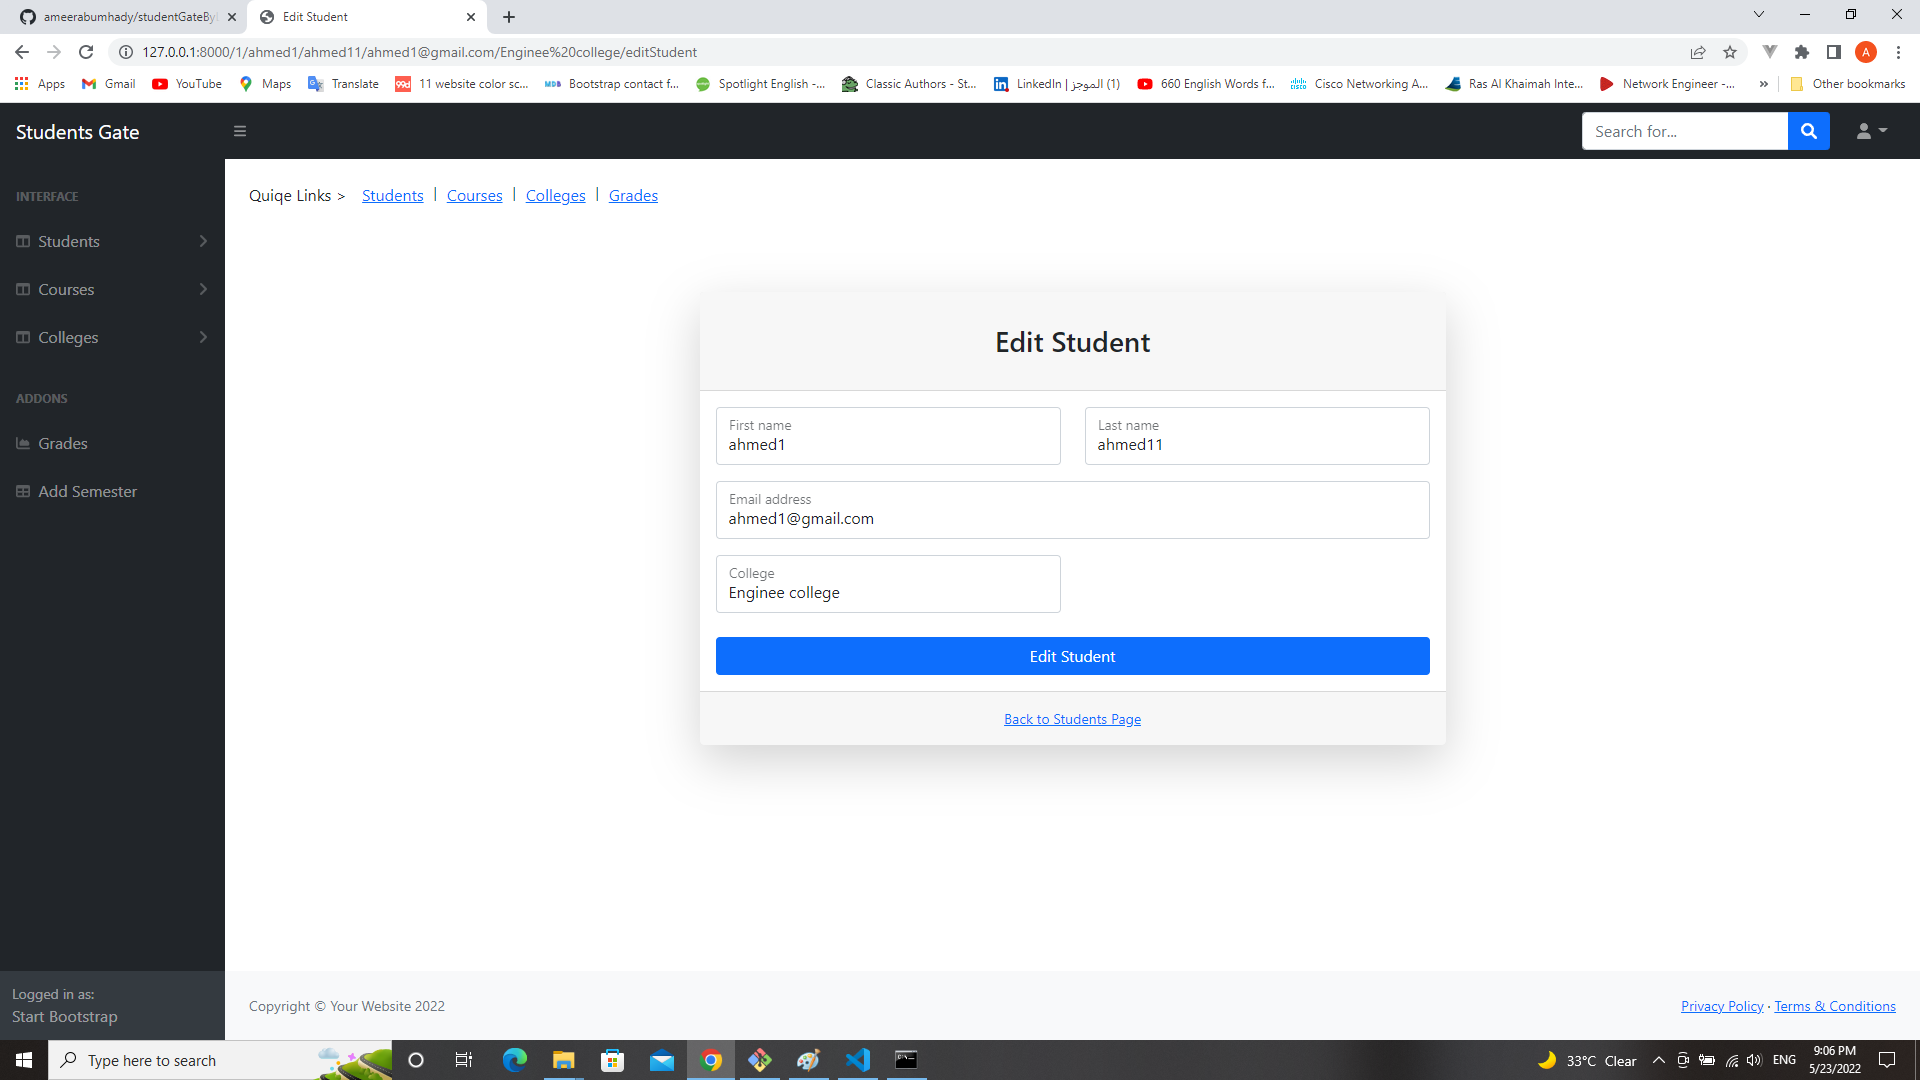 ameerabumhady/studentGateBy
Edit Student
127.0.0.1:8000/1/ahmed1/ahmed11/ahmed1@gmail.com/Enginee%20college/editStudent
A
Apps
Gmail
YouTube
Maps
Translate
99d
11 website color sc...
MDB
Bootstrap contact f...
Spotlight English -...
Classic Authors - St...
LinkedIn | الموجز (1)
660 English Words f...
Cisco Networking A...
Ras Al Khaimah Inte...
Network Engineer -...
»
Other bookmarks
Students Gate
Search for...
INTERFACE
Students
Courses
Colleges
ADDONS
Grades
Add Semester
Quiqe Links > Students | Courses | Colleges | Grades
Edit Student
First name
ahmed1
Last name
ahmed11
Email address
ahmed1@gmail.com
College
Enginee college
Edit Student
Back to Students Page
Logged in as:
Start Bootstrap
Copyright © Your Website 2022
Privacy Policy · Terms & Conditions
Type here to search
33°C Clear
ENG
9:06 PM
5/23/2022